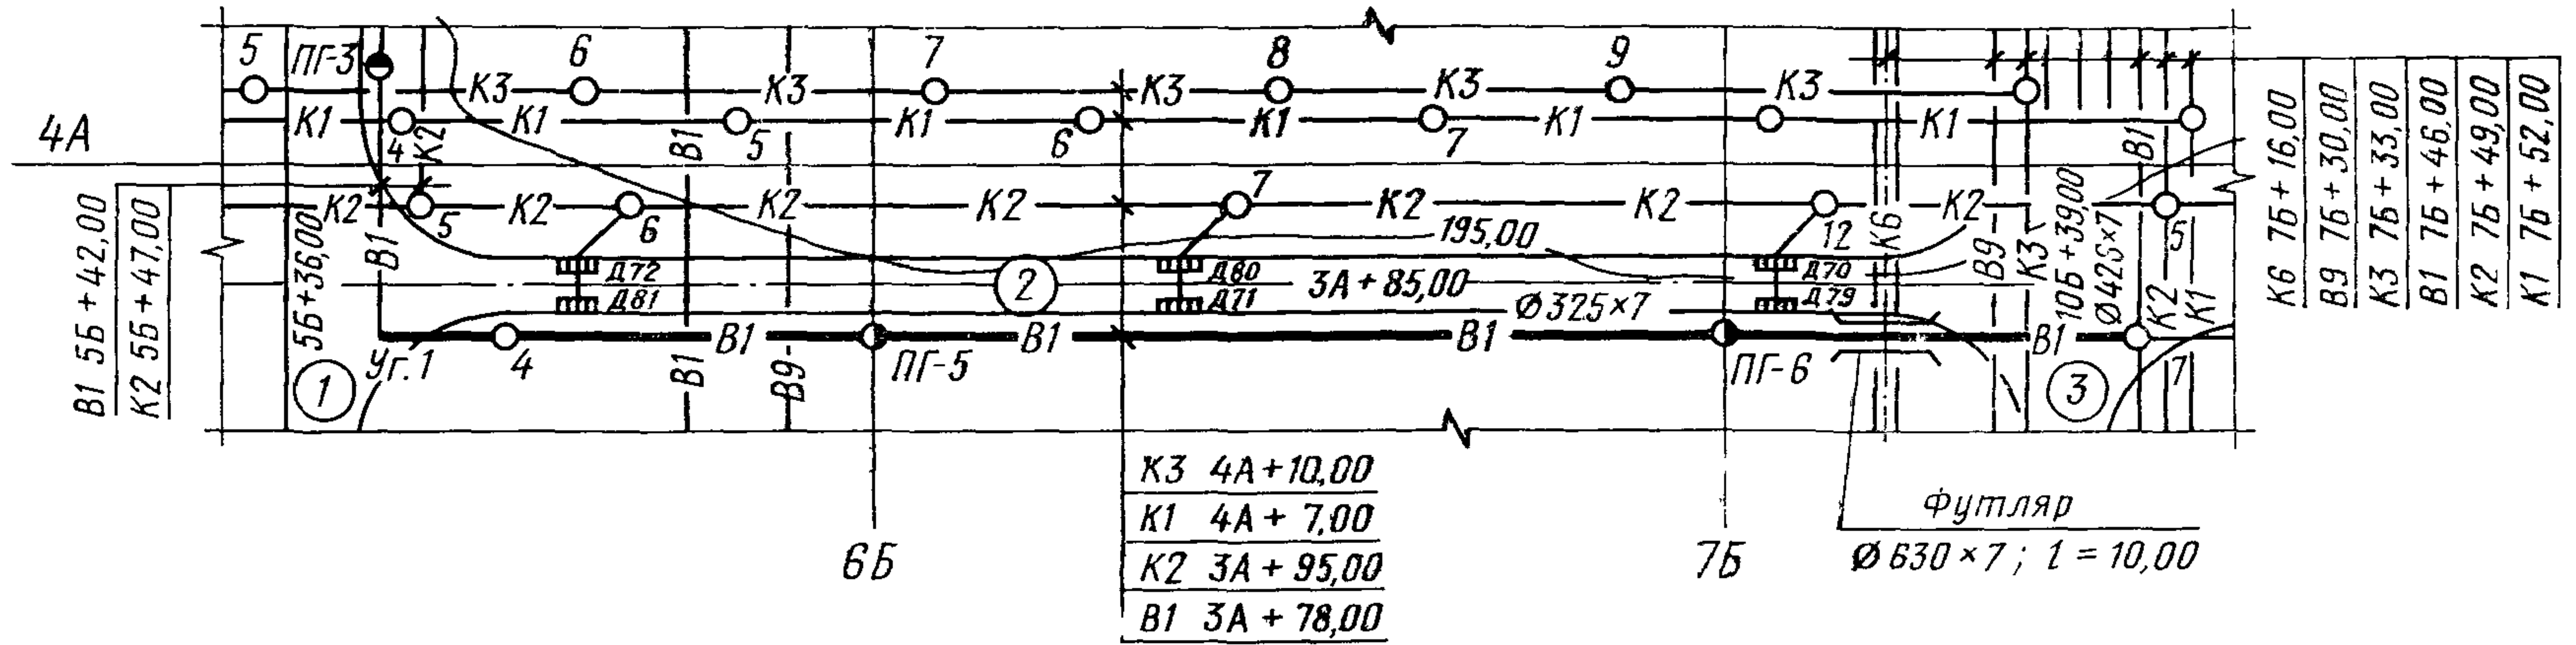 5 ПГ-3 6 7 8 9
К3 К3 К3 К3 К3
К1 К1 К1 К1 К1 К1
4 К2 5 6 7
4А
В1 В1
К2 К2 К2 К2 К2 К2 К2
5 6 7 12 5
В1 5Б+42,00
К2 5Б+47,00
5Б+36,00
В1
195,00
К6
В9
К3
10Б+39,00
Ø426×7
К2
К1
Д72 Д80 Д70
2 3А+85,00
Д81 Д71 Д79
Ø325×7
В1 В1 В1 В1
1 Уг.1 4 В1 В9 ПГ-5 ПГ-6 3 7
К6 7Б+16,00
В9 7Б+30,00
К3 7Б+33,00
В1 7Б+46,00
К2 7Б+49,00
К1 7Б+52,00
К3 4А+10,00
К1 4А+ 7,00
К2 3А+95,00
В1 3А+78,00
6Б 7Б
Футляр
Ø630×7; l=10,00